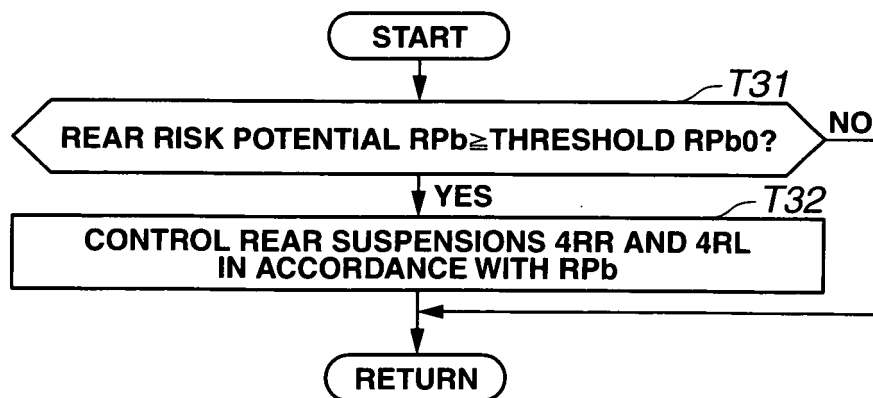 START
T31
REAR RISK POTENTIAL RPb≧THRESHOLD RPb0?
NO
YES
T32
CONTROL REAR SUSPENSIONS 4RR AND 4RL
IN ACCORDANCE WITH RPb
RETURN